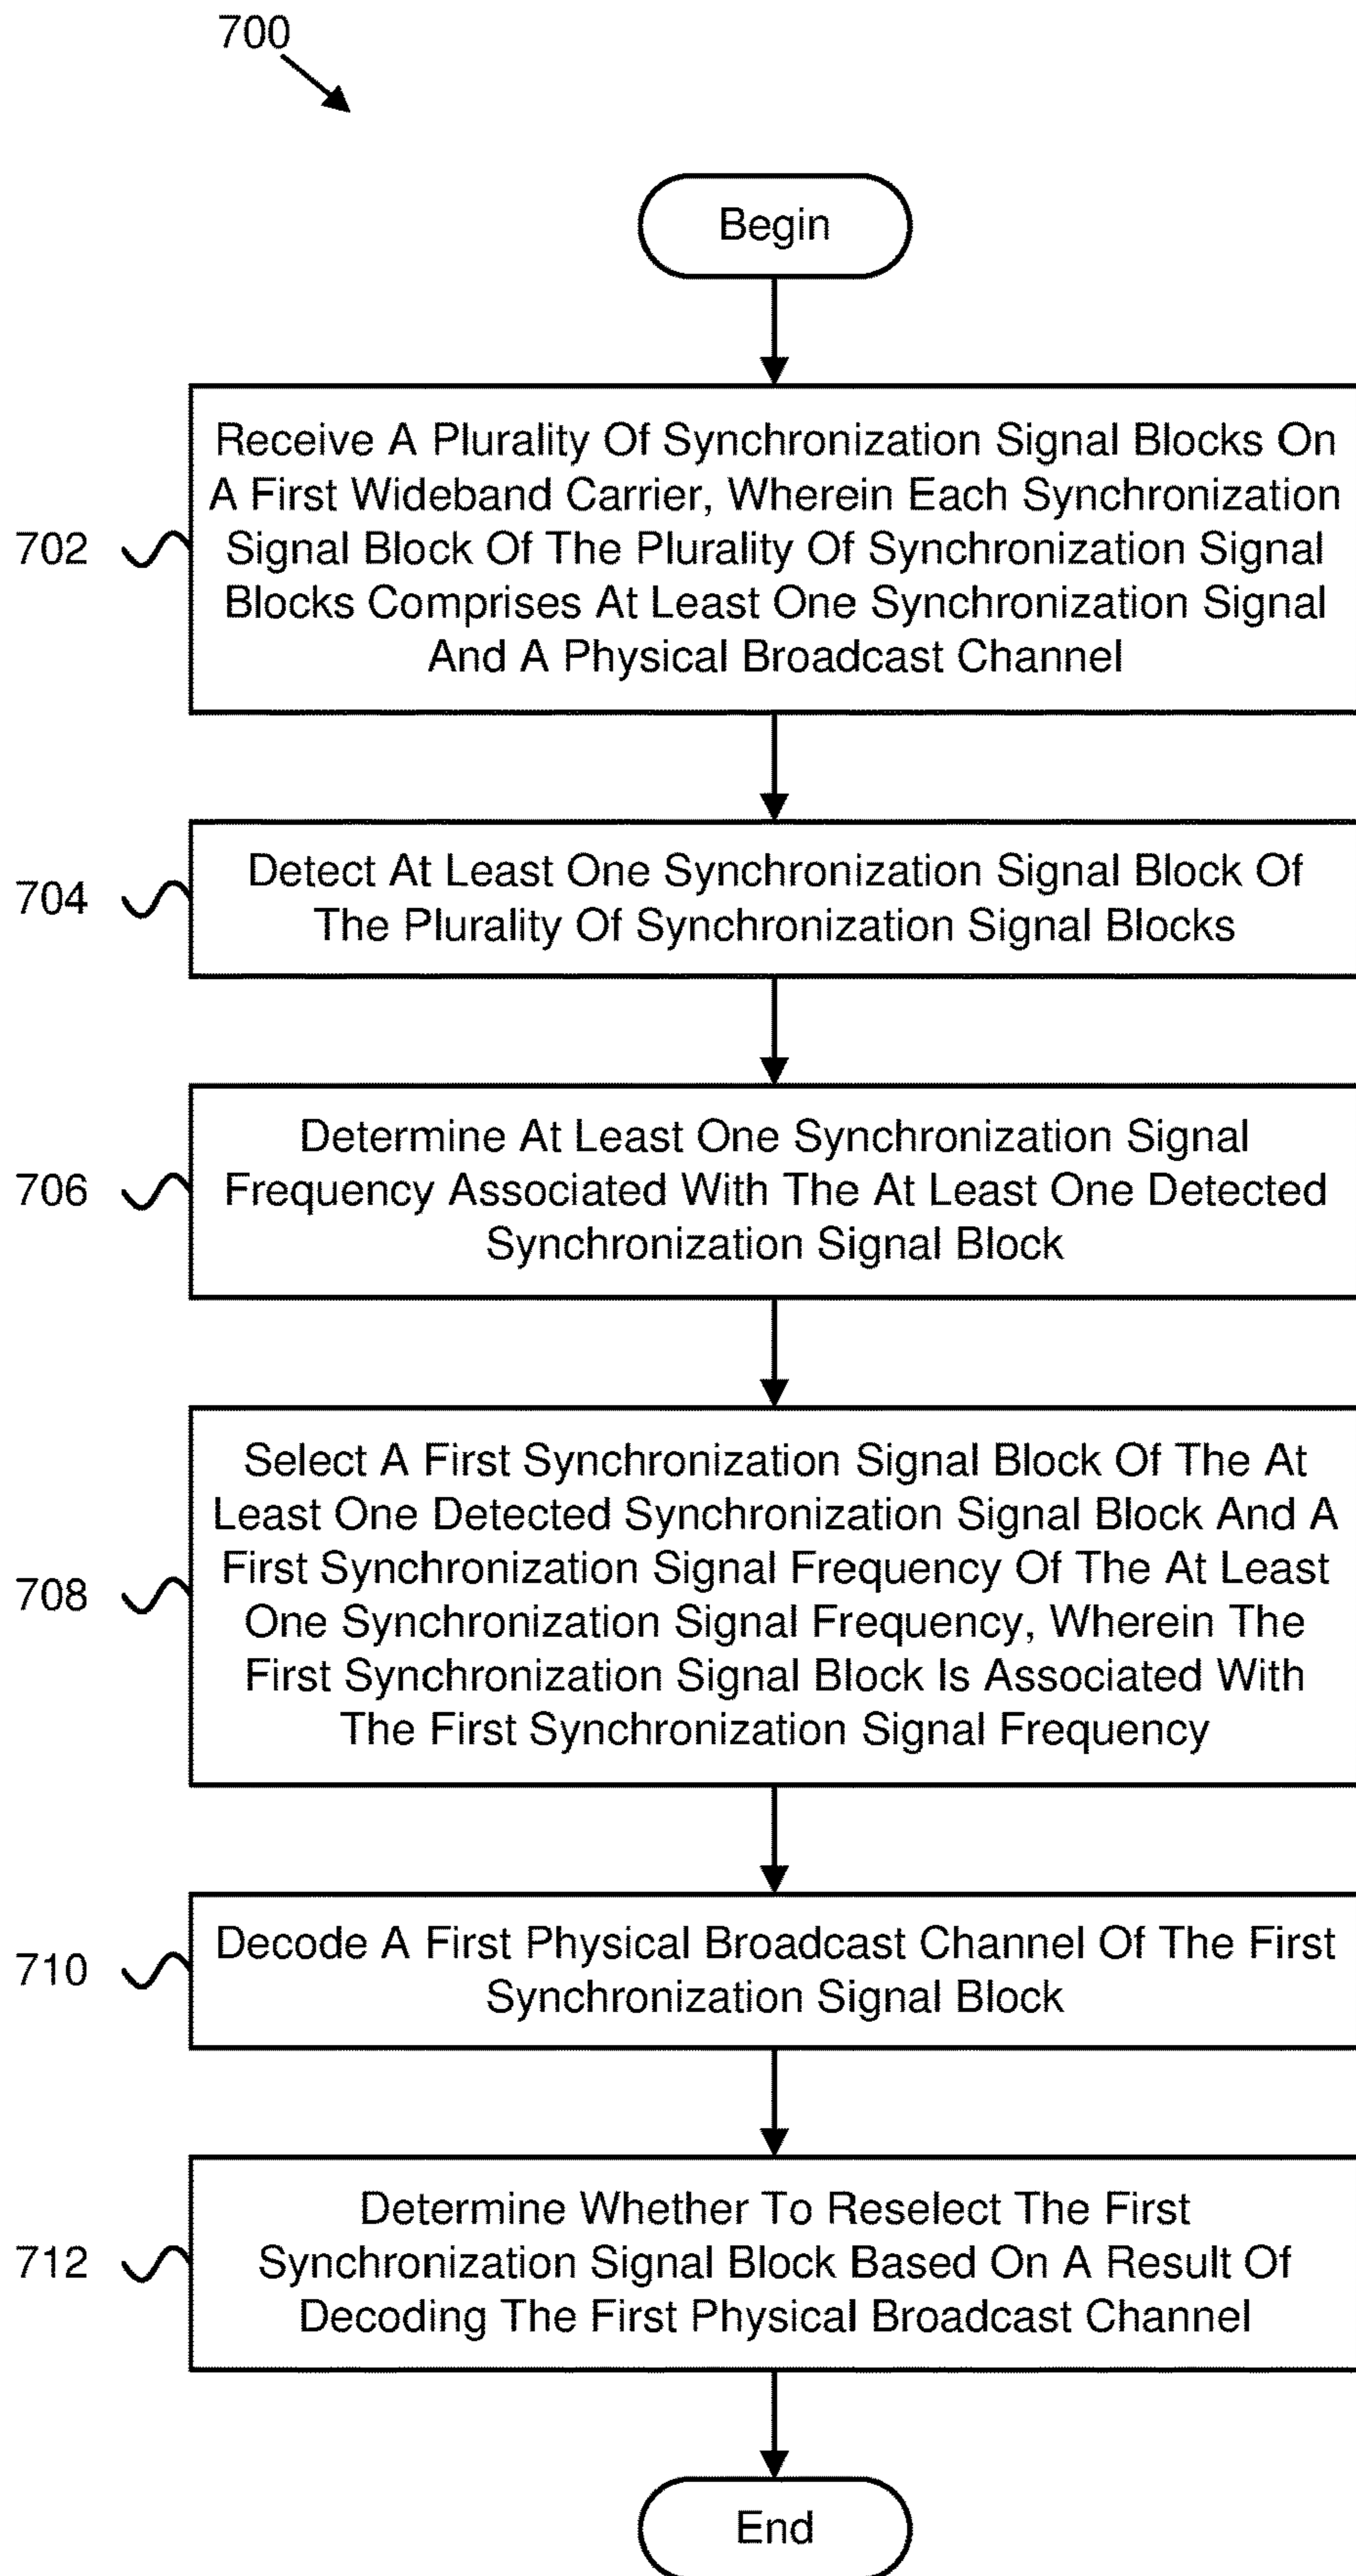 700
Begin
Receive A Plurality Of Synchronization Signal Blocks On
A First Wideband Carrier, Wherein Each Synchronization
Signal Block Of The Plurality Of Synchronization Signal
Blocks Comprises At Least One Synchronization Signal
And A Physical Broadcast Channel
702
Detect At Least One Synchronization Signal Block Of
The Plurality Of Synchronization Signal Blocks
704
Determine At Least One Synchronization Signal
Frequency Associated With The At Least One Detected
Synchronization Signal Block
706
Select A First Synchronization Signal Block Of The At
Least One Detected Synchronization Signal Block And A
First Synchronization Signal Frequency Of The At Least
One Synchronization Signal Frequency, Wherein The
First Synchronization Signal Block Is Associated With
The First Synchronization Signal Frequency
708
Decode A First Physical Broadcast Channel Of The First
Synchronization Signal Block
710
Determine Whether To Reselect The First
Synchronization Signal Block Based On A Result Of
Decoding The First Physical Broadcast Channel
712
End